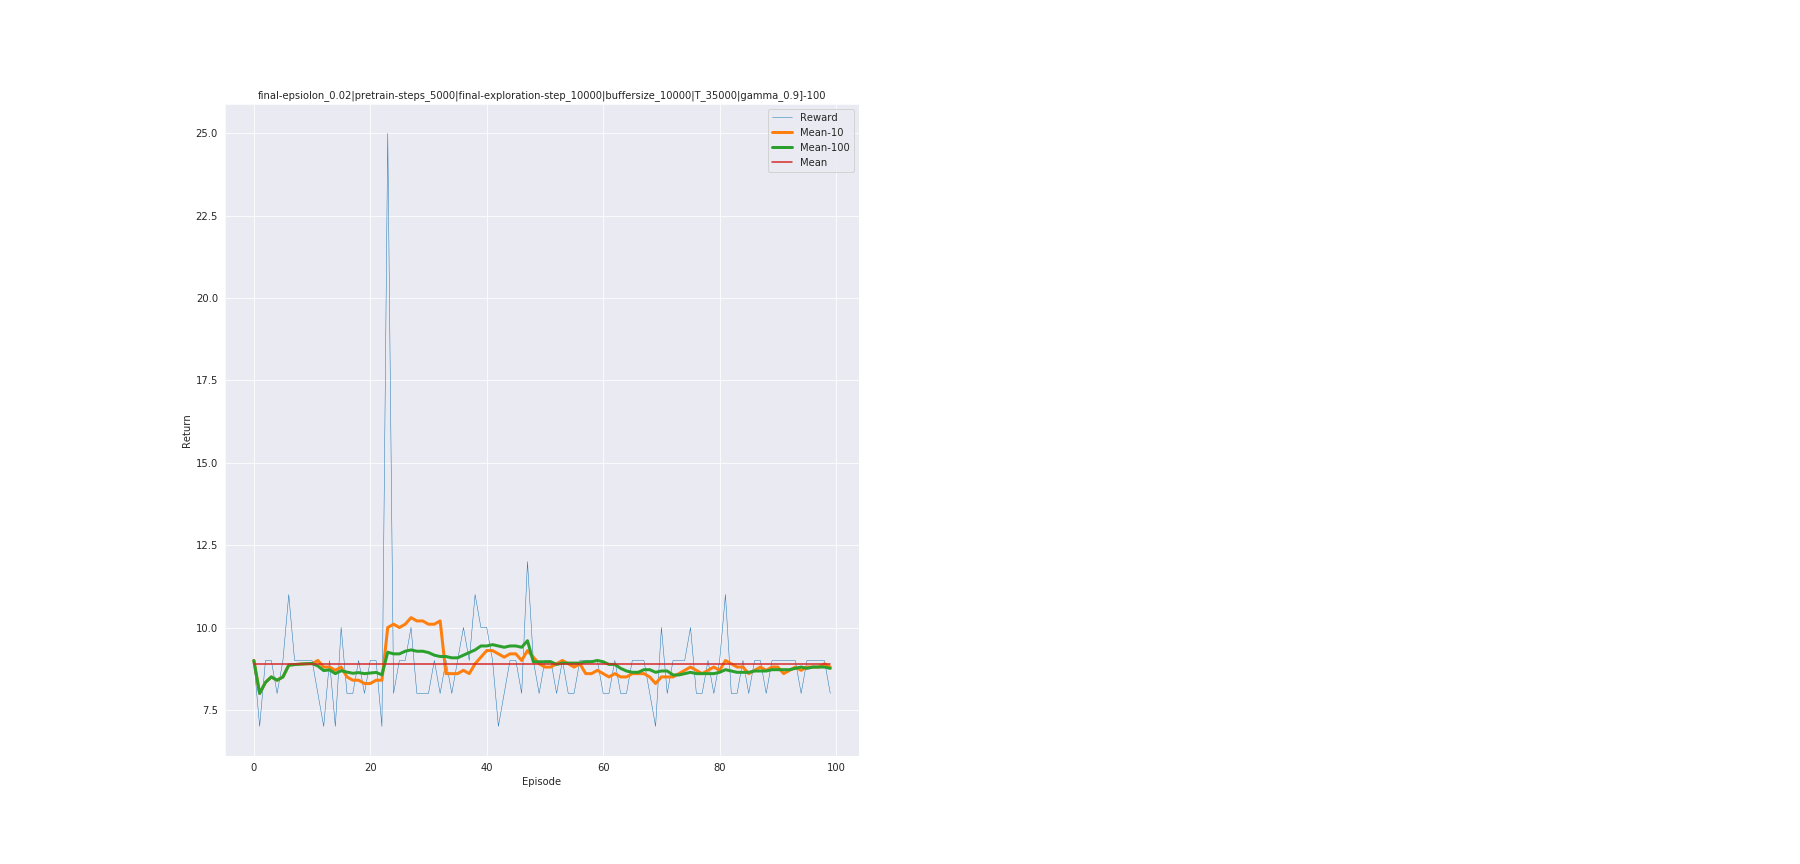 final-epsiolon_0.02|pretrain-steps_5000|final-exploration-step_10000|buffersize_10000|T_35000|gamma_0.9]-100
Reward
Mean-10
Mean-100
Mean
25.0
22.5
20.0
17.5
15.0
12.5
10.0
7.5
Return
0 20 40 60 80 100
Episode